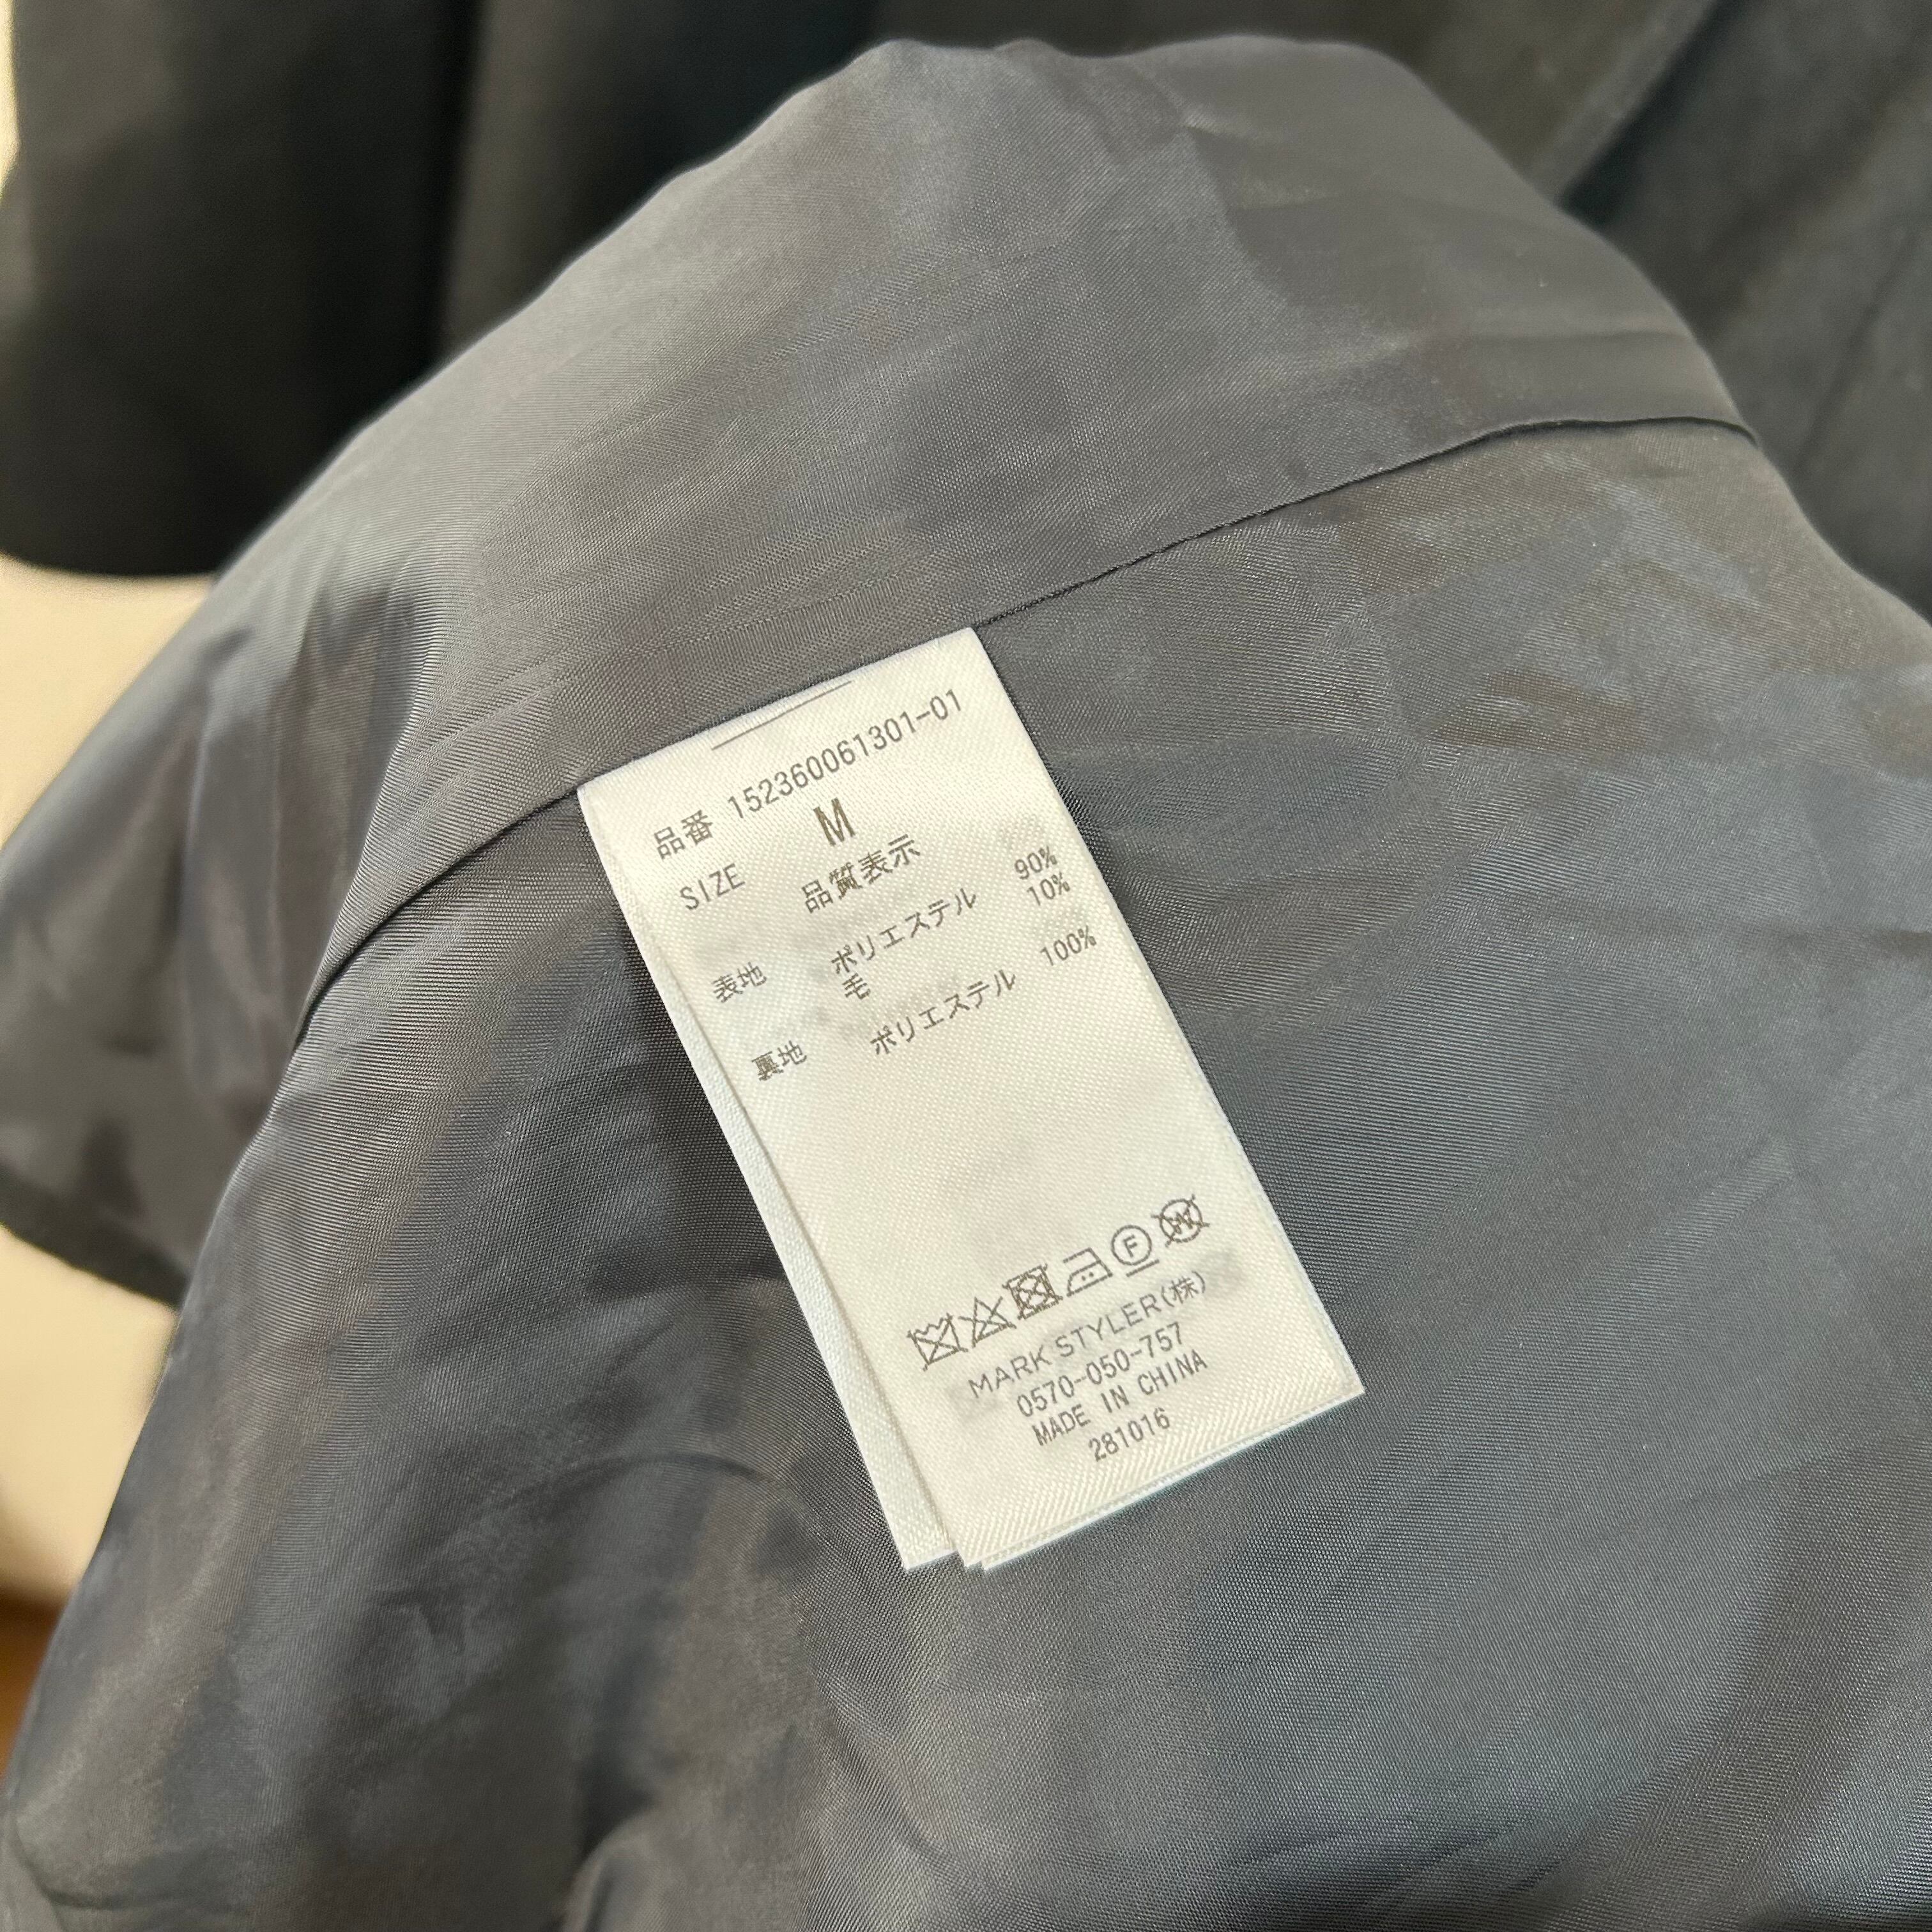 品番 152360061301-01
SIZE M
品質表示
表地 ポリエステル 90%
毛 10%
裏地 ポリエステル 100%
F W
MARK STYLER(株)
0570-050-757
MADE IN CHINA
281016